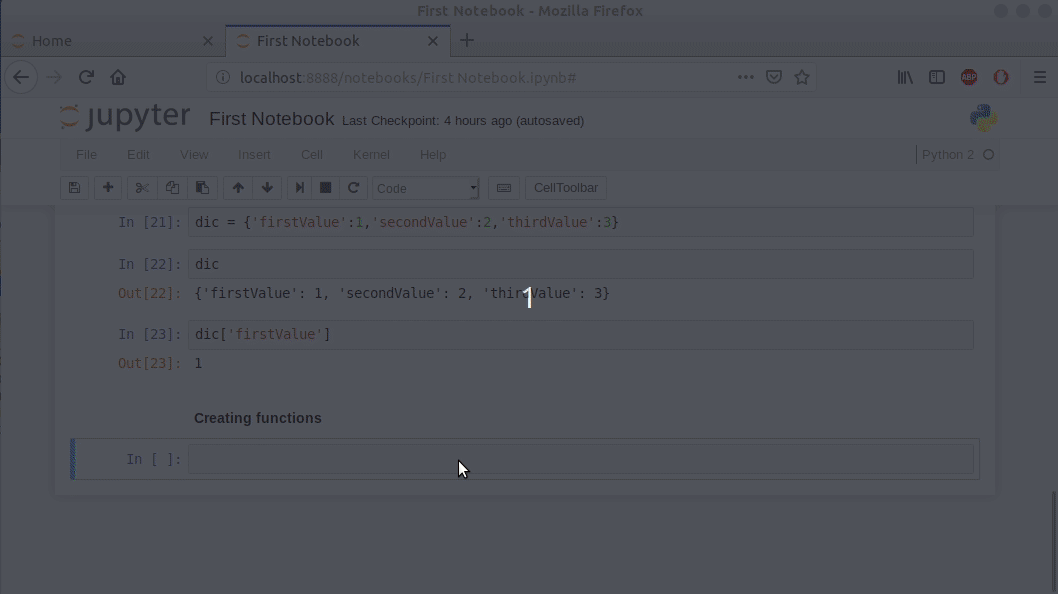 First Notebook - Mozilla Firefox
Home
First Notebook
localhost:8888/notebooks/First Notebook.ipynb#
ABP
jupyter First Notebook Last Checkpoint: 4 hours ago (autosaved)
File Edit View Insert Cell Kernel Help Python 2
Code CellToolbar
In [21]: dic = {'firstValue':1,'secondValue':2,'thirdValue':3}
In [22]: dic
Out[22]: {'firstValue': 1, 'secondValue': 2, 'thirdValue': 3}
1
In [23]: dic['firstValue']
Out[23]: 1
Creating functions
In [ ]: